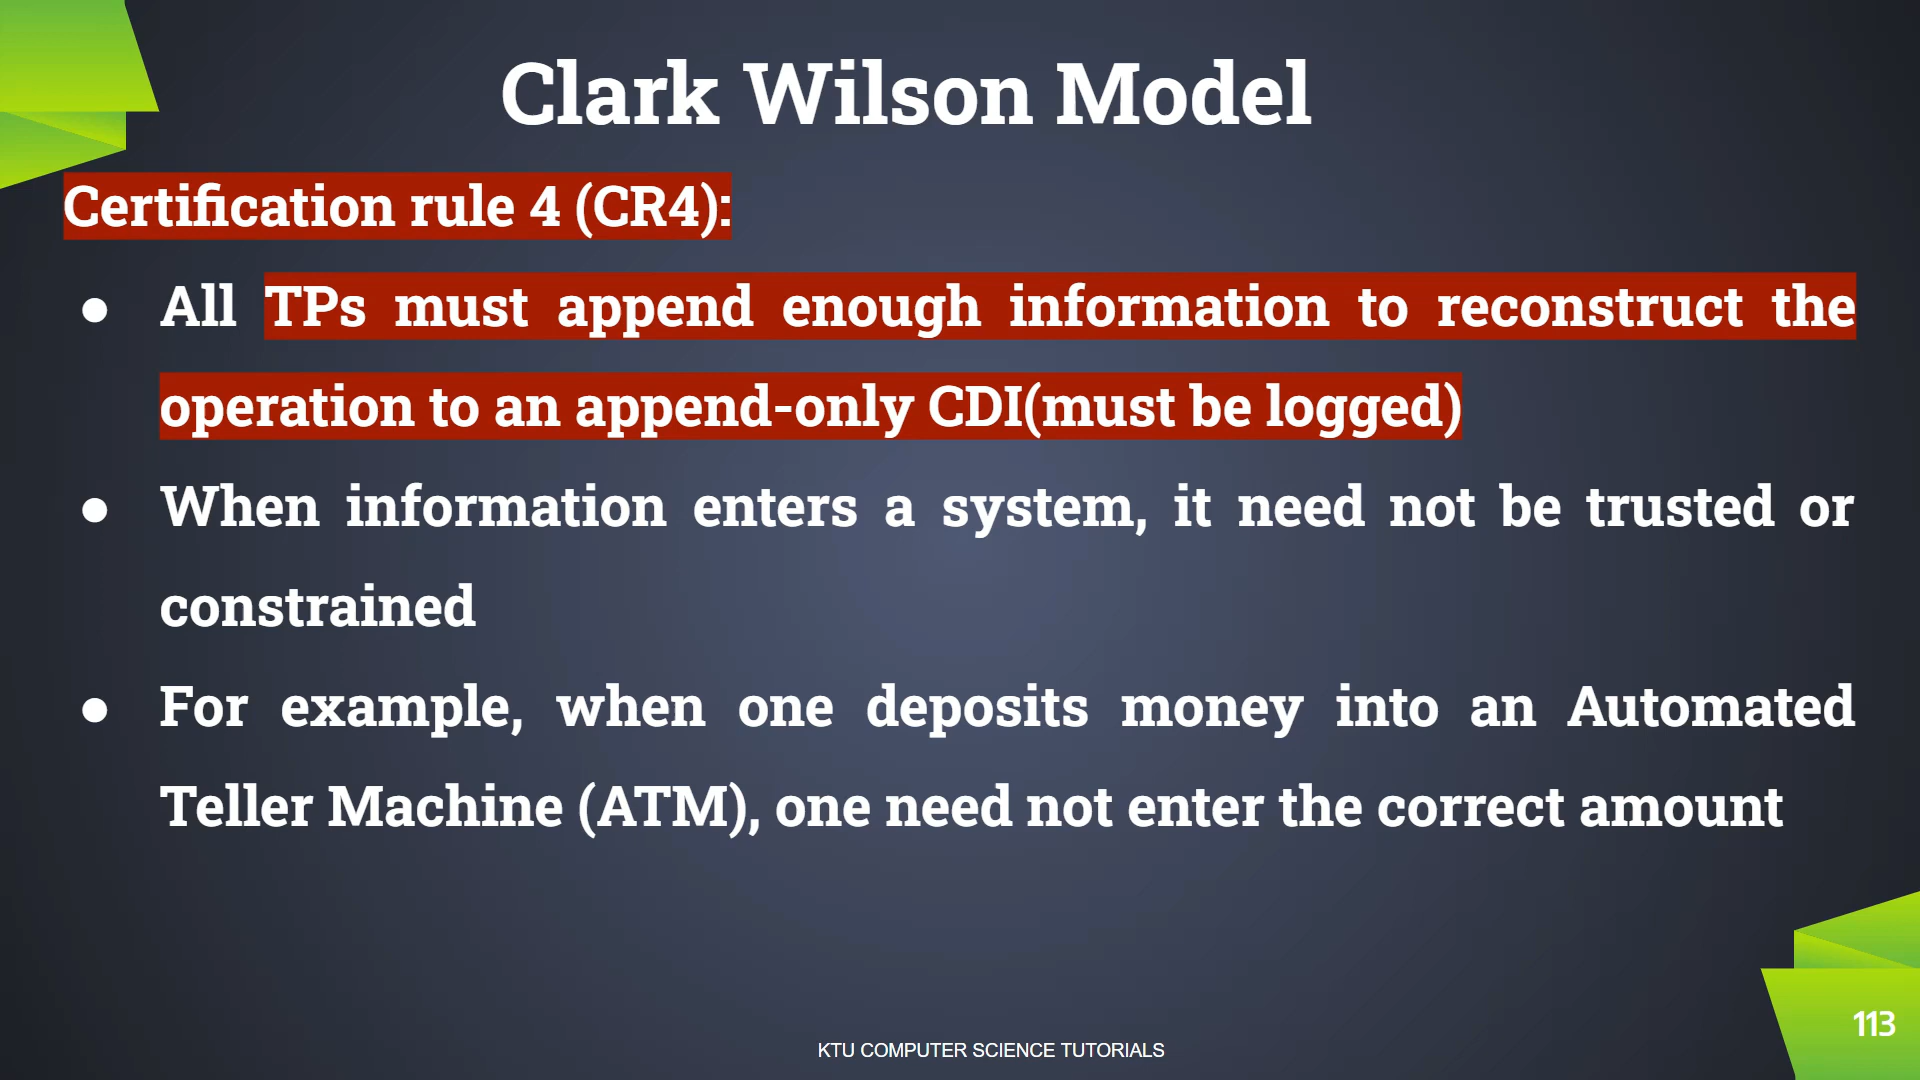 Clark Wilson Model
Certification rule 4 (CR4):
● All TPs must append enough information to reconstruct the
operation to an append-only CDI(must be logged)
● When information enters a system, it need not be trusted or
constrained
● For example, when one deposits money into an Automated
Teller Machine (ATM), one need not enter the correct amount
113
KTU COMPUTER SCIENCE TUTORIALS